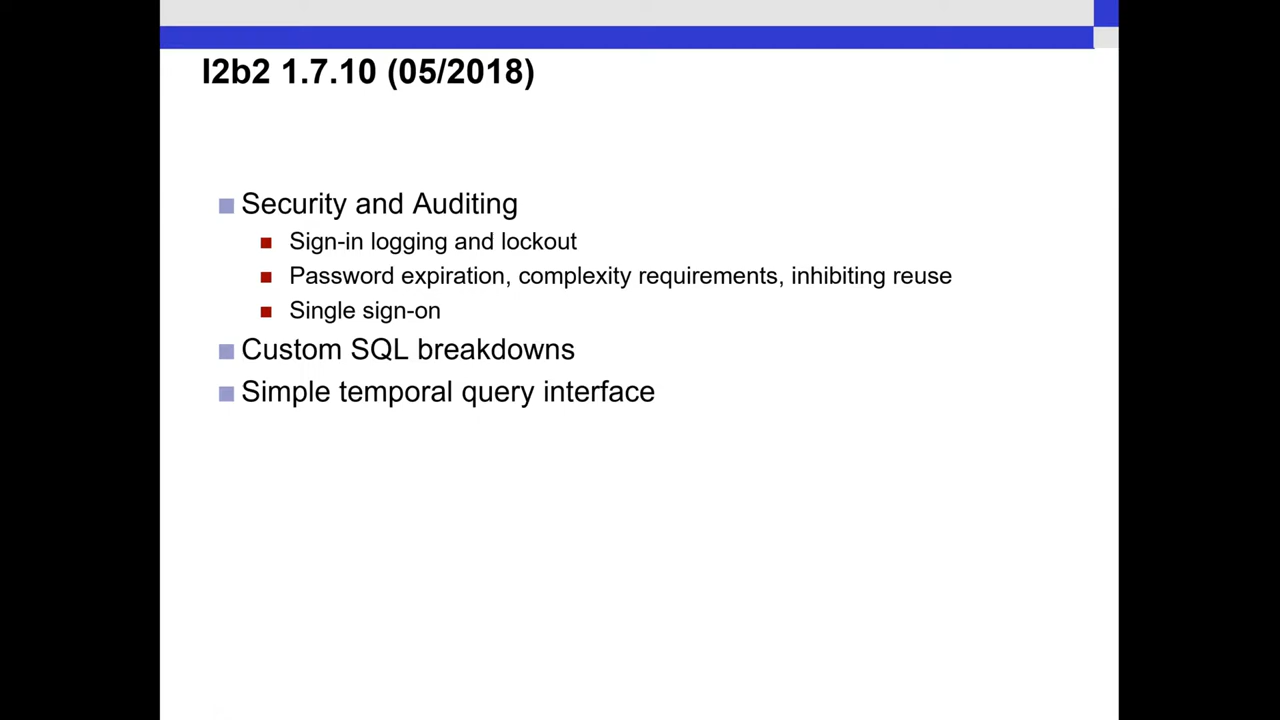 I2b2 1.7.10 (05/2018)
Security and Auditing
Sign-in logging and lockout
Password expiration, complexity requirements, inhibiting reuse
Single sign-on
Custom SQL breakdowns
Simple temporal query interface